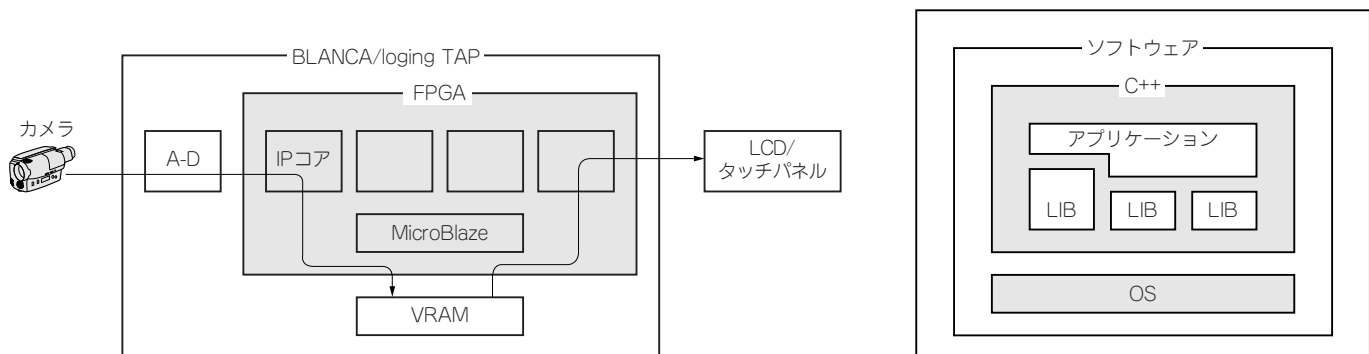 BLANCA/loging TAP
FPGA
カメラ
A-D
IPコア
LCD/
タッチパネル
MicroBlaze
VRAM
ソフトウェア
C++
アプリケーション
LIB
LIB
LIB
OS